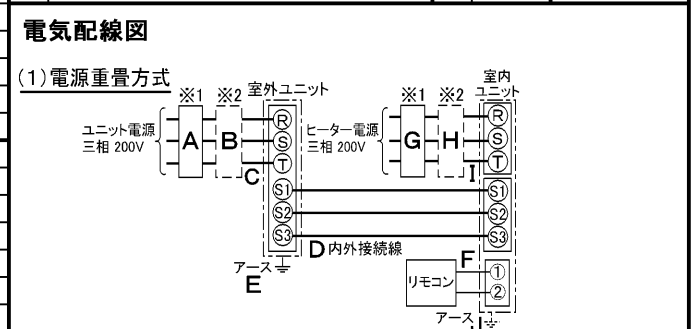 電気配線図
(1)電源重畳方式
※1 ※2 室外ユニット
ユニット電源
三相 200V
A B
R
S
T
C
S1
S2
S3
アース
E
D 内外接続線
※1 ※2 室内
ユニット
ヒーター電源
三相 200V
G H
R
S
T
I
S1
S2
S3
F
リモコン
①
②
アース
J